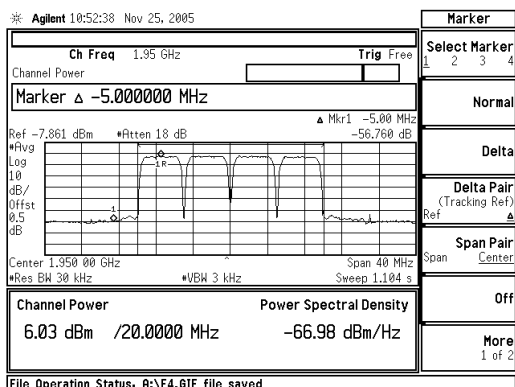 Agilent 10:52:38 Nov 25, 2005
Marker
Ch Freq 1.95 GHz Trig Free
Channel Power
Select Marker
1 2 3 4
Marker Δ -5.000000 MHz
Normal
Δ Mkr1 -5.00 MHz
Ref -7.861 dBm #Atten 18 dB -56.760 dB
#Avg
Log
10
dB/
Offst
0.5
dB
1R
1
Delta
Delta Pair
(Tracking Ref)
Ref Δ
Span Pair
Span Center
Center 1.950 00 GHz Span 40 MHz
#Res BW 30 kHz #VBW 3 kHz Sweep 1.104 s
Off
Channel Power Power Spectral Density
6.03 dBm /20.0000 MHz -66.98 dBm/Hz
More
1 of 2
File Operation Status, A:\F4.GIF file saved